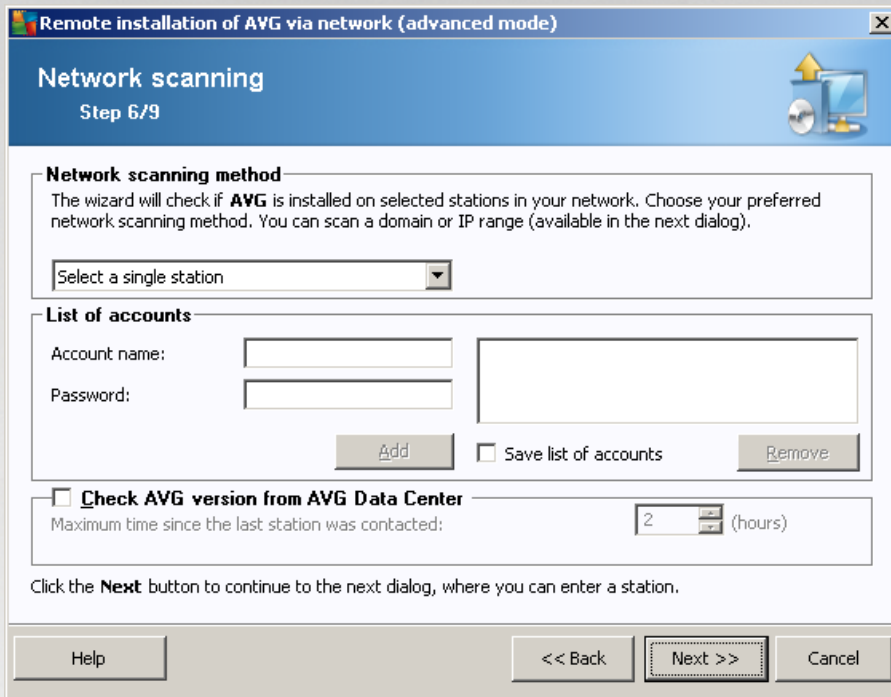 Remote installation of AVG via network (advanced mode)
Network scanning
Step 6/9
Network scanning method
The wizard will check if AVG is installed on selected stations in your network. Choose your preferred
network scanning method. You can scan a domain or IP range (available in the next dialog).
Select a single station
List of accounts
Account name:
Password:
Add
Save list of accounts
Remove
Check AVG version from AVG Data Center
Maximum time since the last station was contacted:
2
(hours)
Click the Next button to continue to the next dialog, where you can enter a station.
Help
<< Back
Next >>
Cancel